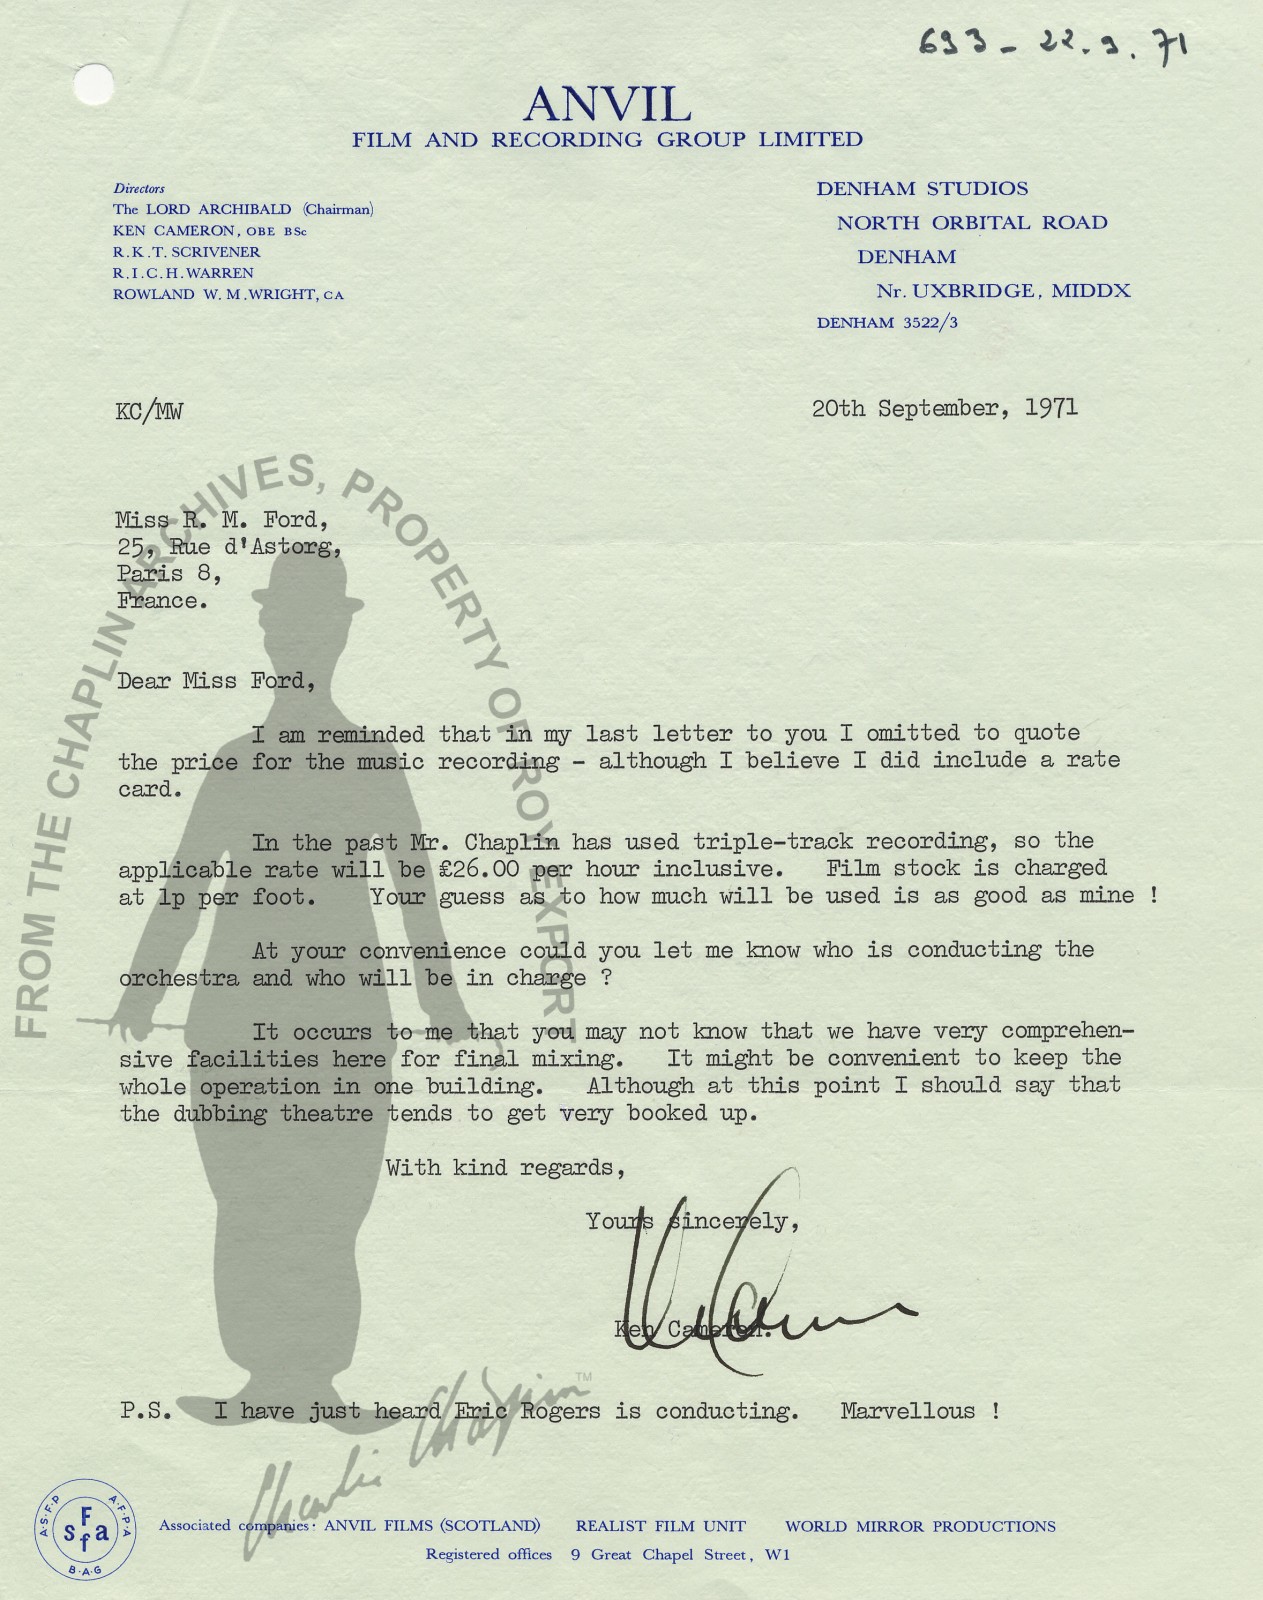 693 - 22.9.71
ANVIL
FILM AND RECORDING GROUP LIMITED
Directors
The LORD ARCHIBALD (Chairman)
KEN CAMERON, OBE BSc
R.K.T. SCRIVENER
R.I.C.H. WARREN
ROWLAND W. M. WRIGHT, CA
DENHAM STUDIOS
NORTH ORBITAL ROAD
DENHAM
Nr. UXBRIDGE, MIDDX
DENHAM 3522/3
KC/MW
20th September, 1971
FROM THE CHAPLIN ARCHIVES, PROPERTY OF ROY EXPORT
Miss R. M. Ford,
25, Rue d'Astorg,
Paris 8,
France.
Dear Miss Ford,
I am reminded that in my last letter to you I omitted to quote
the price for the music recording - although I believe I did include a rate
card.
In the past Mr. Chaplin has used triple-track recording, so the
applicable rate will be £26.00 per hour inclusive. Film stock is charged
at 1p per foot. Your guess as to how much will be used is as good as mine !
At your convenience could you let me know who is conducting the
orchestra and who will be in charge ?
It occurs to me that you may not know that we have very comprehen-
sive facilities here for final mixing. It might be convenient to keep the
whole operation in one building. Although at this point I should say that
the dubbing theatre tends to get very booked up.
With kind regards,
Yours sincerely,
Ken Cameron
Ken Cameron.
P.S. I have just heard Eric Rogers is conducting. Marvellous !
Charlie Chaplin™
A·S·F·P A·F·P·A
F
s f a
f
B·A·G
Associated companies: ANVIL FILMS (SCOTLAND) REALIST FILM UNIT WORLD MIRROR PRODUCTIONS
Registered offices 9 Great Chapel Street, W1